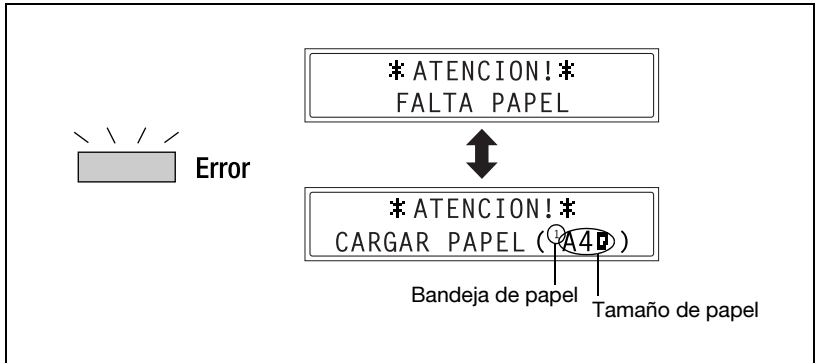 *ATENCION!*
FALTA PAPEL
Error
*ATENCION!*
CARGAR PAPEL (1A4)
Bandeja de papel
Tamaño de papel